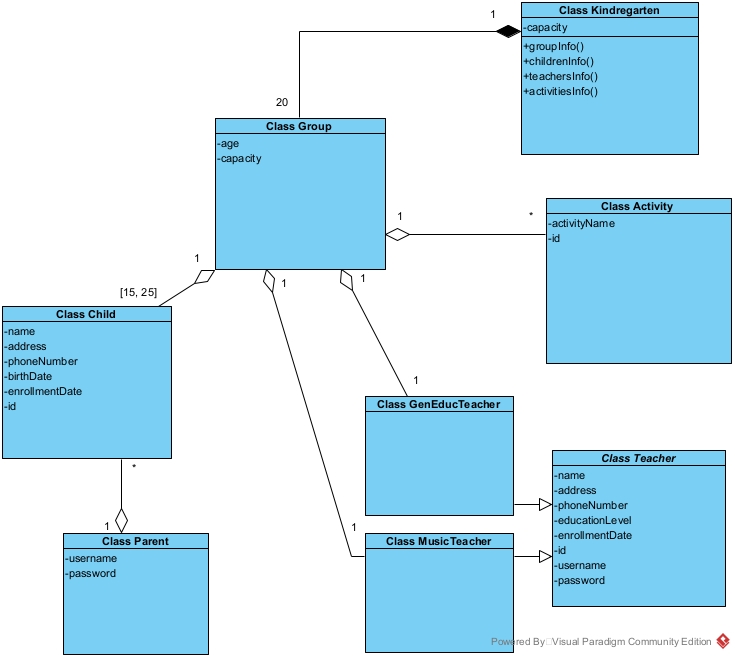 Class Kindregarten
-capacity
+groupInfo()
+childrenInfo()
+teachersInfo()
+activitiesInfo()
1
20
Class Group
-age
-capacity
1
*
Class Activity
-activityName
-id
1
[15, 25]
1
1
Class Child
-name
-address
-phoneNumber
-birthDate
-enrollmentDate
-id
1
Class GenEducTeacher
*
1
Class Parent
-username
-password
1
Class MusicTeacher
Class Teacher
-name
-address
-phoneNumber
-educationLevel
-enrollmentDate
-id
-username
-password
Powered By Visual Paradigm Community Edition